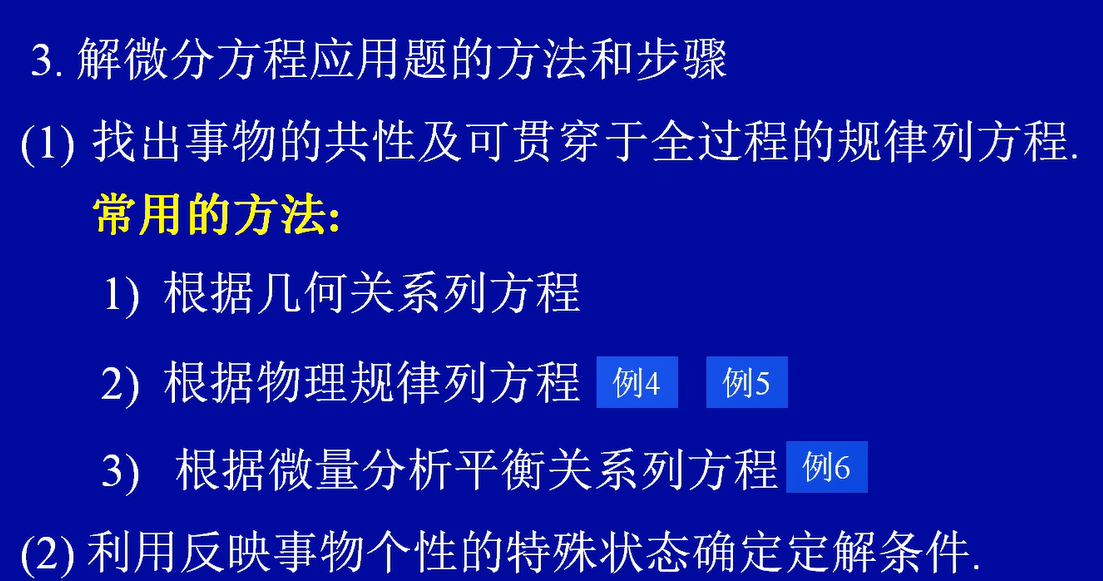 3. 解微分方程应用题的方法和步骤
(1) 找出事物的共性及可贯穿于全过程的规律列方程.
常用的方法:
1) 根据几何关系列方程
2) 根据物理规律列方程 例4 例5
3) 根据微量分析平衡关系列方程 例6
(2) 利用反映事物个性的特殊状态确定定解条件.